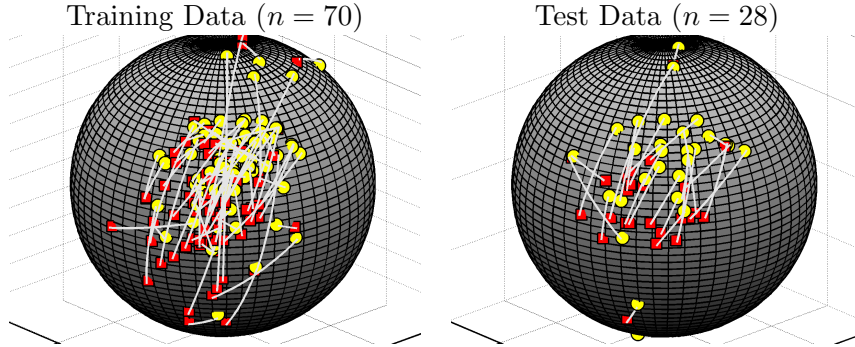 Training Data (n = 70)
Test Data (n = 28)